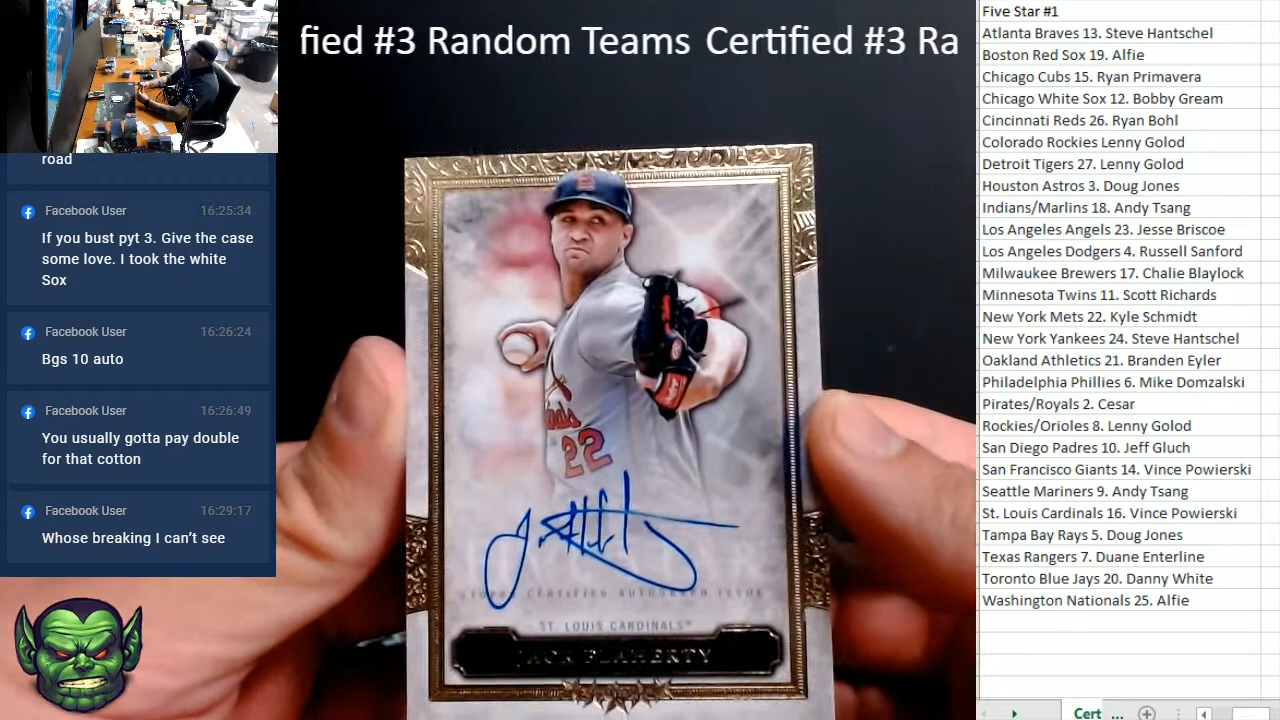 fied #3 Random Teams Certified #3 Ra
road
Facebook User 16:25:34
If you must pyt 3. Give the case
some love. I took the white
Sox
Facebook User 16:26:24
Bgs 10 auto
Facebook User 16:26:49
You usually gotta pay double
for that cotton
Facebook User 16:29:17
Whose breaking I can't see
22
TOPPS CERTIFIED AUTOGRAPH ISSUE
ST. LOUIS CARDINALS
JACK FLAHERTY
Five Star #1
Atlanta Braves 13. Steve Hantschel
Boston Red Sox 19. Alfie
Chicago Cubs 15. Ryan Primavera
Chicago White Sox 12. Bobby Gream
Cincinnati Reds 26. Ryan Bohl
Colorado Rockies Lenny Golod
Detroit Tigers 27. Lenny Golod
Houston Astros 3. Doug Jones
Indians/Marlins 18. Andy Tsang
Los Angeles Angels 23. Jesse Briscoe
Los Angeles Dodgers 4. Russell Sanford
Milwaukee Brewers 17. Chalie Blaylock
Minnesota Twins 11. Scott Richards
New York Mets 22. Kyle Schmidt
New York Yankees 24. Steve Hantschel
Oakland Athletics 21. Branden Eyler
Philadelphia Phillies 6. Mike Domzalski
Pirates/Royals 2. Cesar
Rockies/Orioles 8. Lenny Golod
San Diego Padres 10. Jeff Gluch
San Francisco Giants 14. Vince Powierski
Seattle Mariners 9. Andy Tsang
St. Louis Cardinals 16. Vince Powierski
Tampa Bay Rays 5. Doug Jones
Texas Rangers 7. Duane Enterline
Toronto Blue Jays 20. Danny White
Washington Nationals 25. Alfie
Cert ...